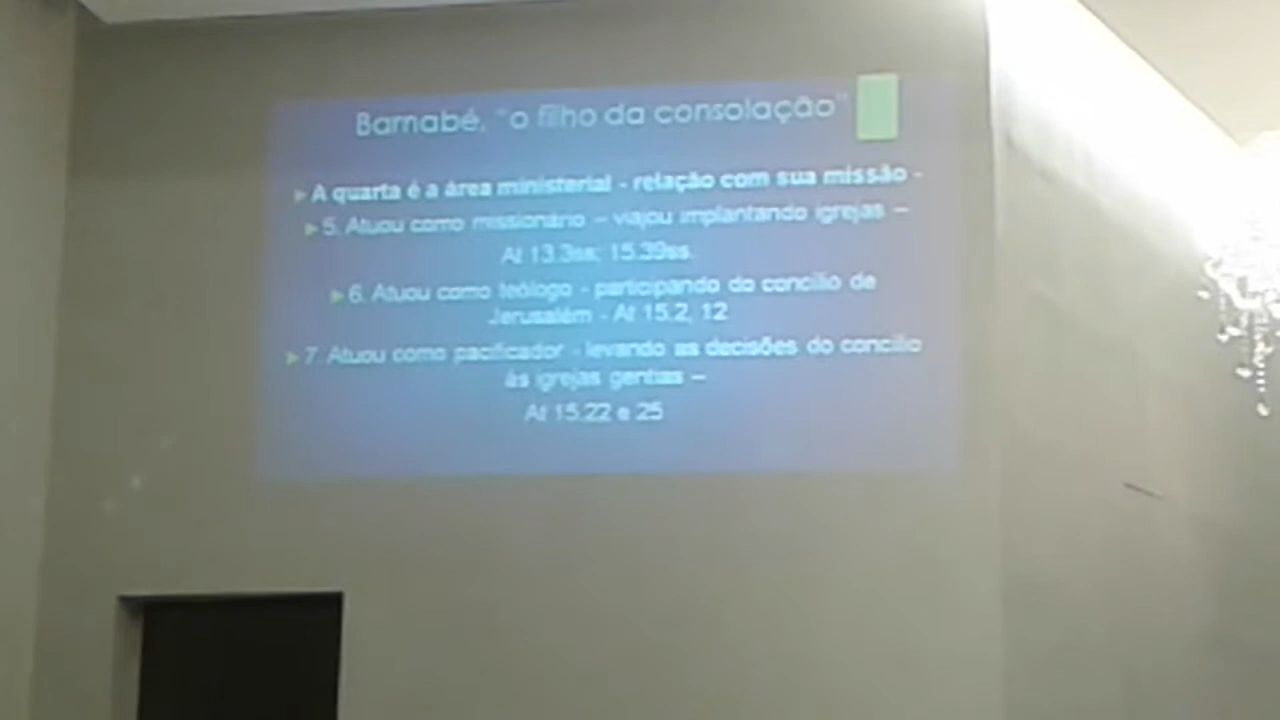 Barnabé, "o filho da consolação"
A quarta é a área ministerial - relação com sua missão -
5. Atuou como missionário – viajou implantando igrejas –
At 13.3ss; 15.39ss.
6. Atuou como teólogo - participando do concílio de
Jerusalém - At 15.2, 12
7. Atuou como pacificador - levando as decisões do concílio
às igrejas gentias –
At 15:22 e 25